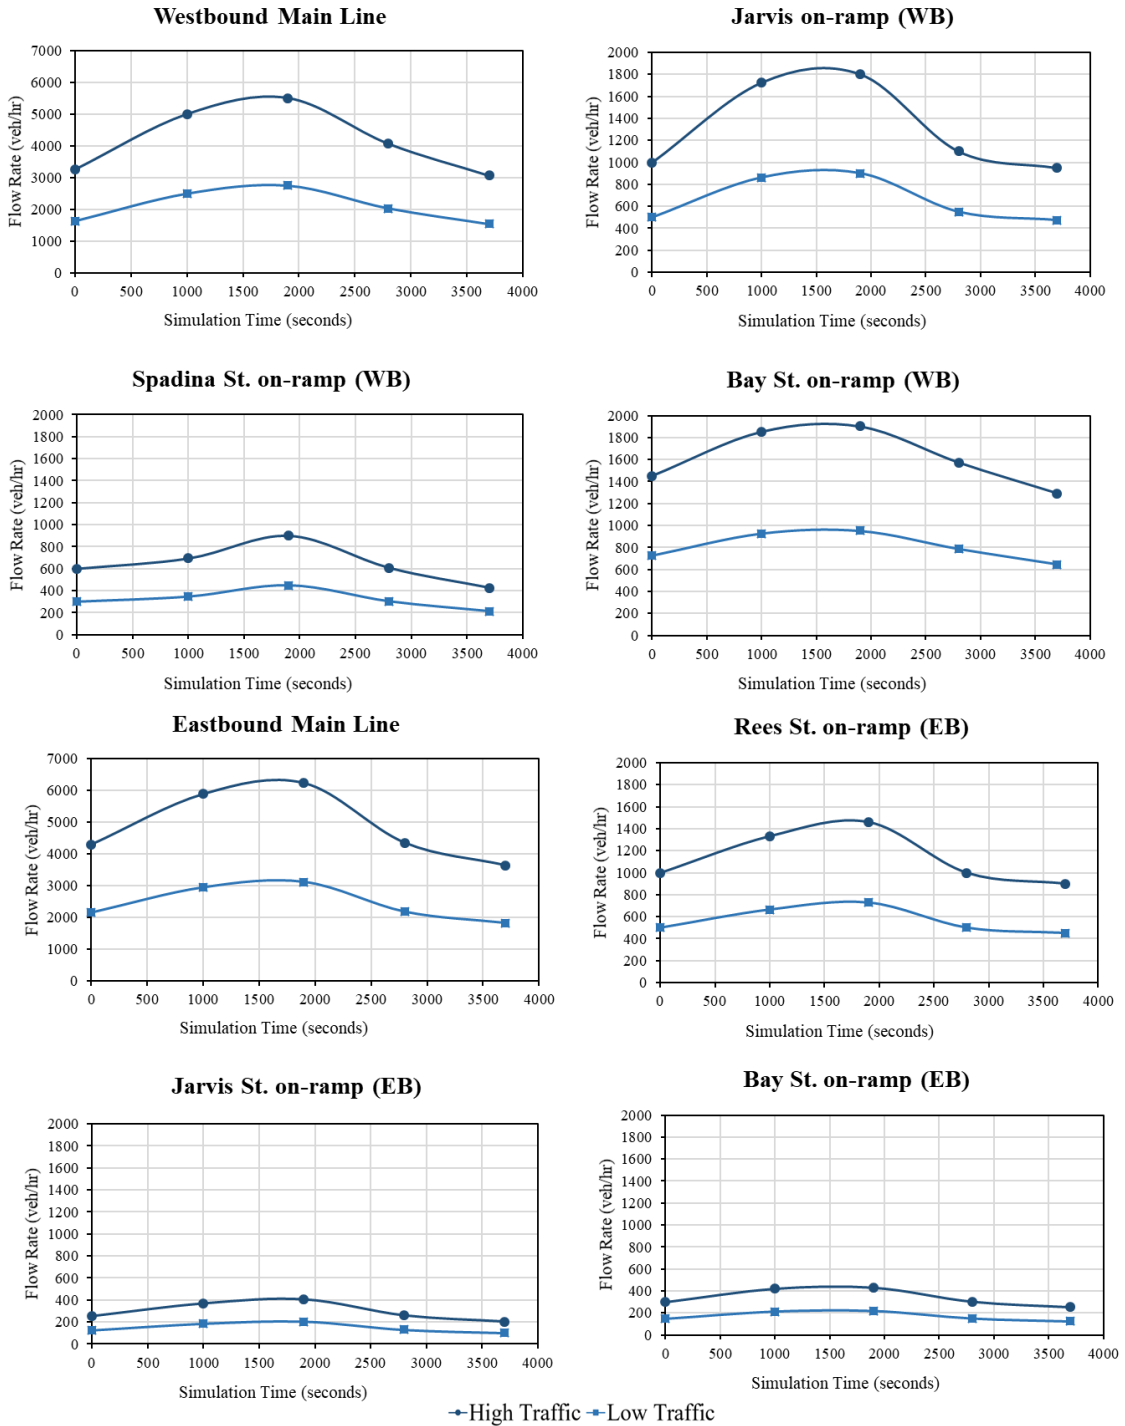 Westbound Main Line
7000
6000
5000
4000
3000
2000
1000
0
Flow Rate (veh/hr)
0 500 1000 1500 2000 2500 3000 3500 4000
Simulation Time (seconds)
Jarvis on-ramp (WB)
2000
1800
1600
1400
1200
1000
800
600
400
200
0
Flow Rate (veh/hr)
0 500 1000 1500 2000 2500 3000 3500 4000
Simulation Time (seconds)
Spadina St. on-ramp (WB)
2000
1800
1600
1400
1200
1000
800
600
400
200
0
Flow Rate (veh/hr)
0 500 1000 1500 2000 2500 3000 3500 4000
Simulation Time (seconds)
Bay St. on-ramp (WB)
2000
1800
1600
1400
1200
1000
800
600
400
200
0
Flow Rate (veh/hr)
0 500 1000 1500 2000 2500 3000 3500 4000
Simulation Time (seconds)
Eastbound Main Line
7000
6000
5000
4000
3000
2000
1000
0
Flow Rate (veh/hr)
0 500 1000 1500 2000 2500 3000 3500 4000
Simulation Time (seconds)
Rees St. on-ramp (EB)
2000
1800
1600
1400
1200
1000
800
600
400
200
0
Flow Rate (veh/hr)
0 500 1000 1500 2000 2500 3000 3500 4000
Simulation Time (seconds)
Jarvis St. on-ramp (EB)
2000
1800
1600
1400
1200
1000
800
600
400
200
0
Flow Rate (veh/hr)
0 500 1000 1500 2000 2500 3000 3500 4000
Simulation Time (seconds)
Bay St. on-ramp (EB)
2000
1800
1600
1400
1200
1000
800
600
400
200
0
Flow Rate (veh/hr)
0 500 1000 1500 2000 2500 3000 3500 4000
Simulation Time (seconds)
High Traffic Low Traffic